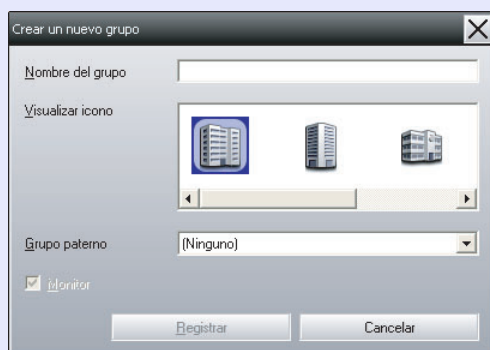 Crear un nuevo grupo
Nombre del grupo
Visualizar icono
Grupo paterno
(Ninguno)
Monitor
Registrar
Cancelar